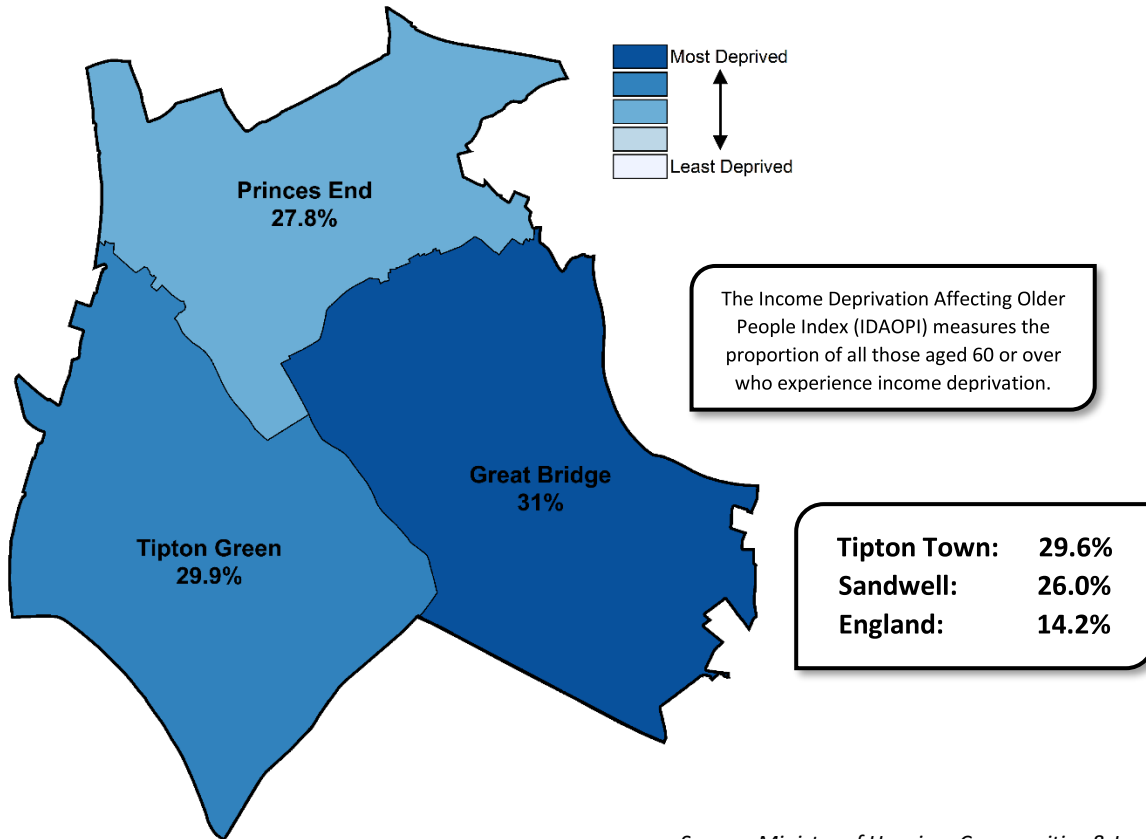 Most Deprived
Least Deprived
Princes End
27.8%
The Income Deprivation Affecting Older
People Index (IDAOPI) measures the
proportion of all those aged 60 or over
who experience income deprivation.
Great Bridge
31%
Tipton Green
29.9%
Tipton Town: 29.6%
Sandwell: 26.0%
England: 14.2%